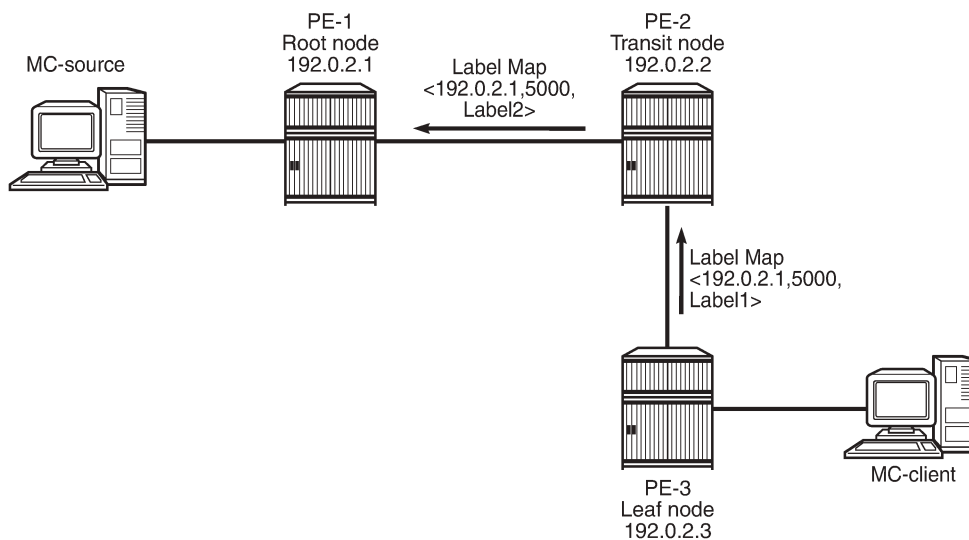 PE-1
Root node
192.0.2.1
PE-2
Transit node
192.0.2.2
MC-source
Label Map
<192.0.2.1,5000,
Label2>
Label Map
<192.0.2.1,5000,
Label1>
MC-client
PE-3
Leaf node
192.0.2.3